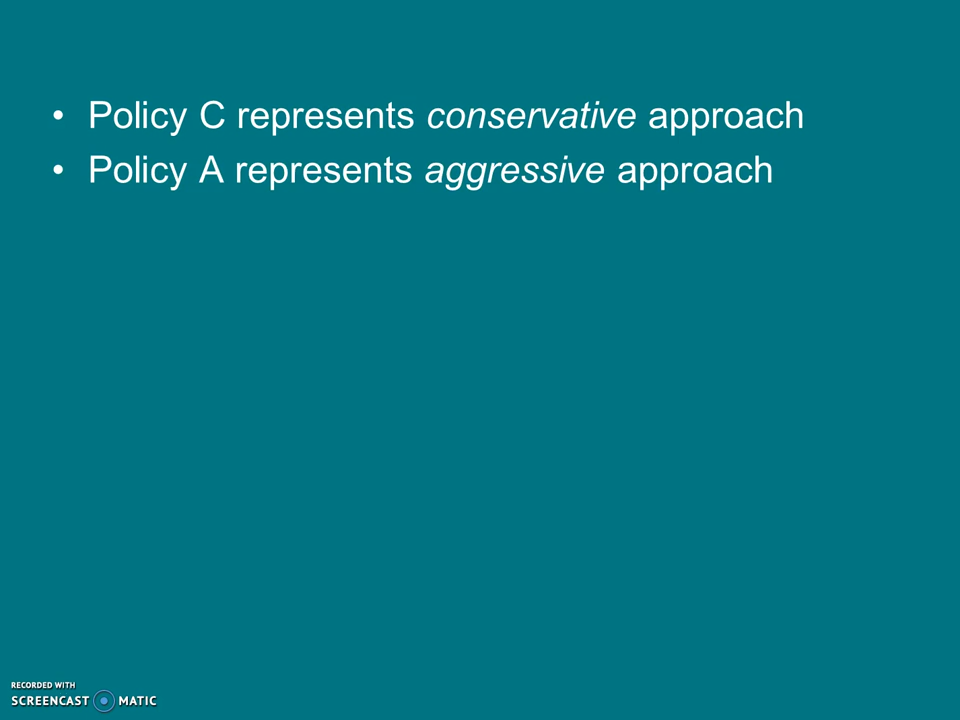 • Policy C represents conservative approach
• Policy A represents aggressive approach
RECORDED WITH
SCREENCAST MATIC